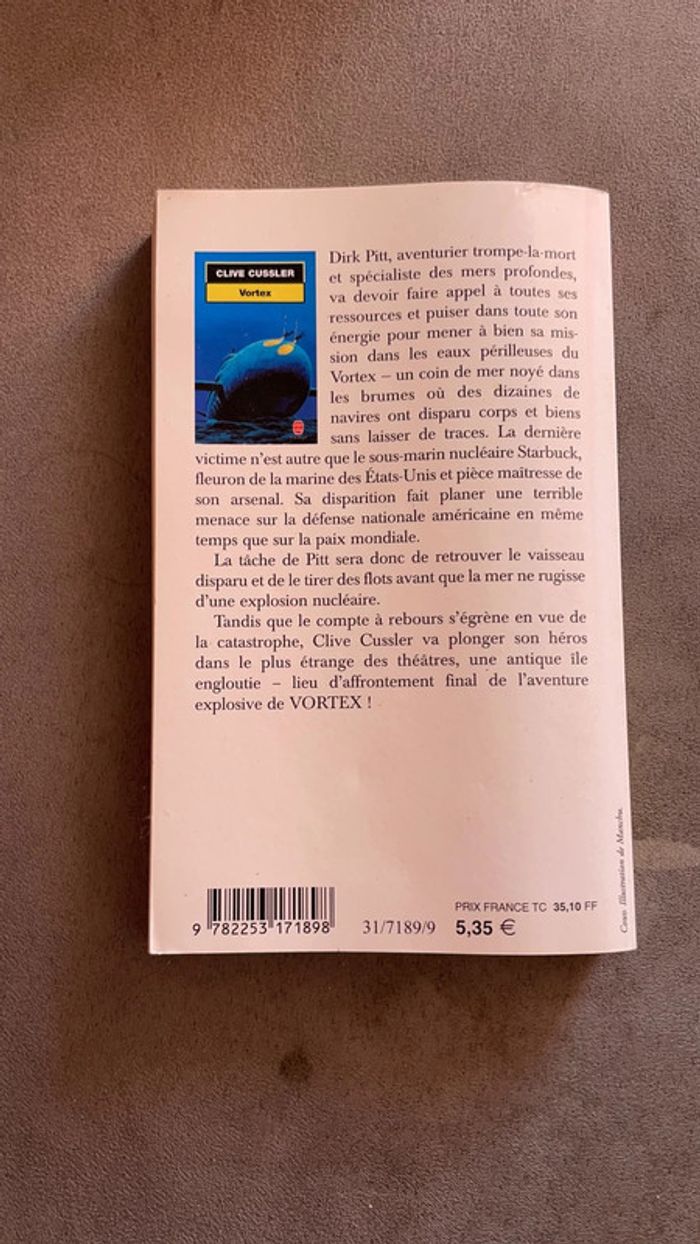 CLIVE CUSSLER
Vortex
Dirk Pitt, aventurier trompe-la-mort
et spécialiste des mers profondes,
va devoir faire appel à toutes ses
ressources et puiser dans toute son
énergie pour mener à bien sa mis-
sion dans les eaux périlleuses du
Vortex – un coin de mer noyé dans
les brumes où des dizaines de
navires ont disparu corps et biens
sans laisser de traces. La dernière
victime n'est autre que le sous-marin nucléaire Starbuck,
fleuron de la marine des États-Unis et pièce maîtresse de
son arsenal. Sa disparition fait planer une terrible
menace sur la défense nationale américaine en même
temps que sur la paix mondiale.
La tâche de Pitt sera donc de retrouver le vaisseau
disparu et de le tirer des flots avant que la mer ne rugisse
d'une explosion nucléaire.
Tandis que le compte à rebours s'égrène en vue de
la catastrophe, Clive Cussler va plonger son héros
dans le plus étrange des théâtres, une antique île
engloutie – lieu d'affrontement final de l'aventure
explosive de VORTEX !
Couv. Illustration de Manchu.
PRIX FRANCE TC 35,10 FF
9 782253 171898 31/7189/9 5,35 €